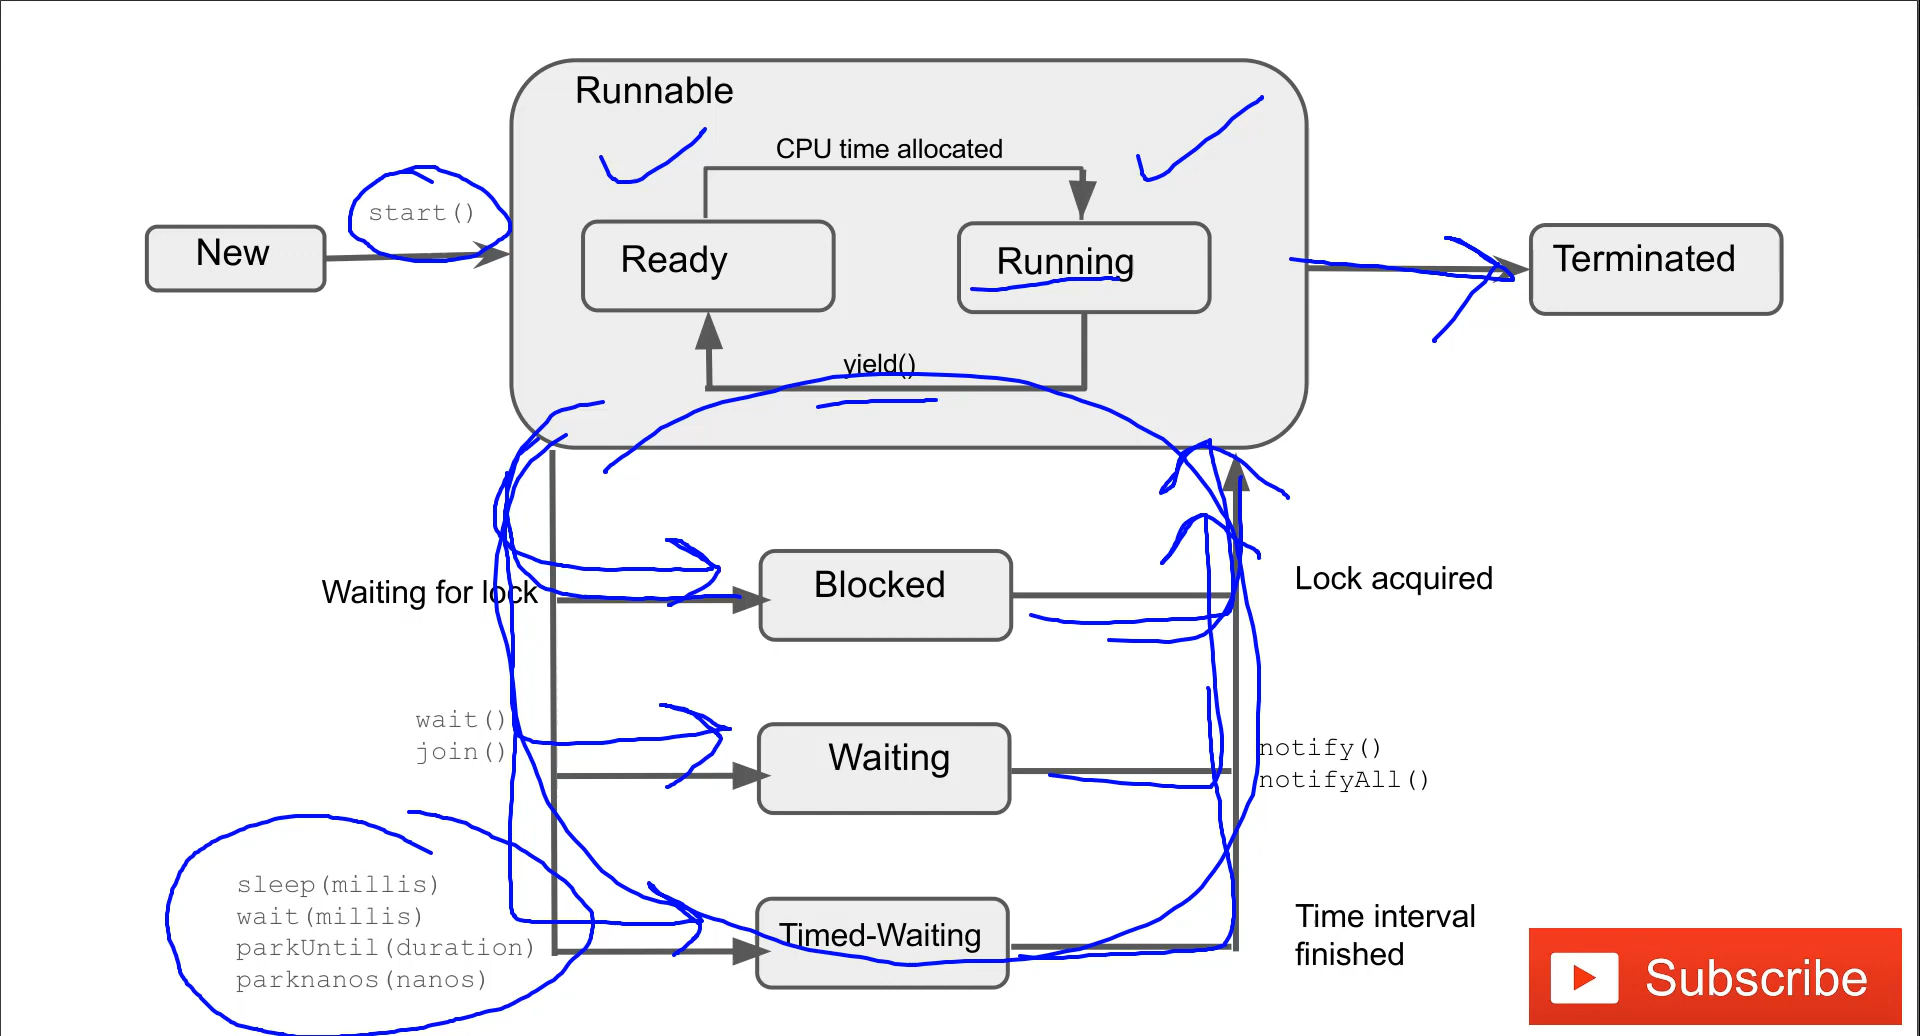 Runnable
CPU time allocated
start()
New
Ready
Running
Terminated
yield()
Waiting for lock
Blocked
Lock acquired
wait()
join()
Waiting
notify()
notifyAll()
sleep(millis)
wait(millis)
parkUntil(duration)
parknanos(nanos)
Timed-Waiting
Time interval
finished
Subscribe